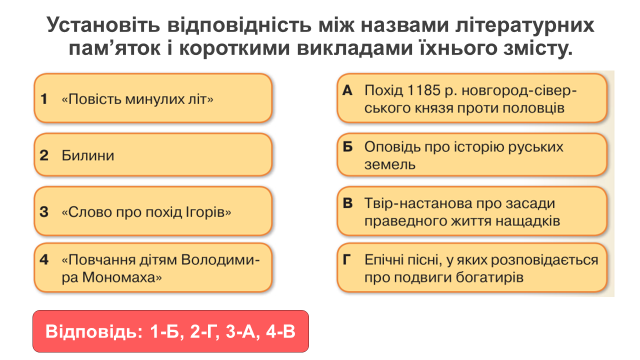 Установіть відповідність між назвами літературних
пам’яток і короткими викладами їхнього змісту.
1 «Повість минулих літ»
2 Билини
3 «Слово про похід Ігорів»
4 «Повчання дітям Володими-
ра Мономаха»
А Похід 1185 р. новгород-сівер-
ського князя проти половців
Б Оповідь про історію руських
земель
В Твір-настанова про засади
праведного життя нащадків
Г Епічні пісні, у яких розповідається
про подвиги богатирів
Відповідь: 1-Б, 2-Г, 3-А, 4-В